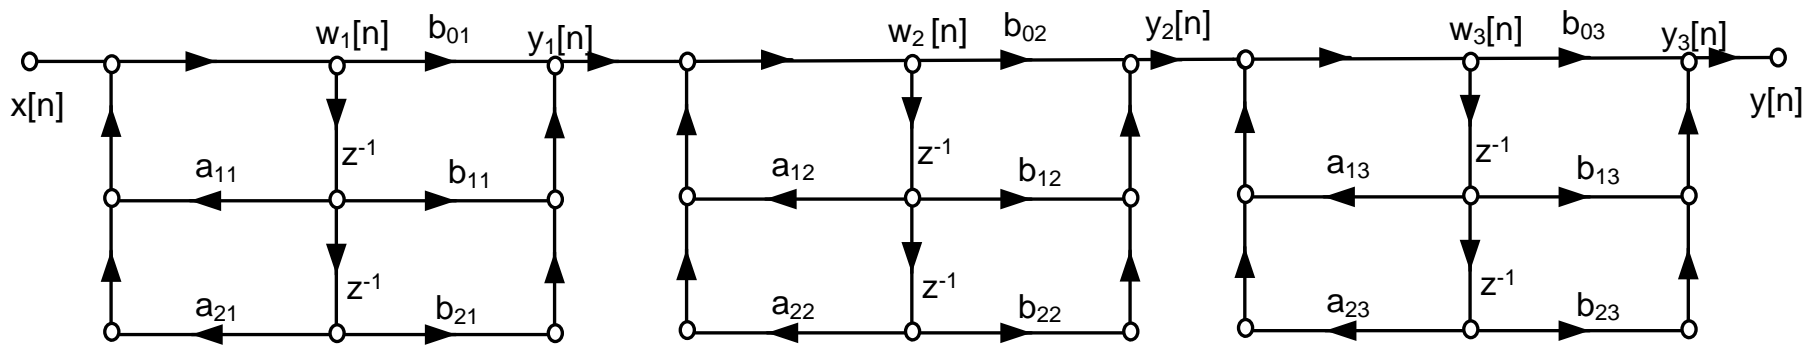 w₁[n] b₀₁ y₁[n] w₂[n] b₀₂ y₂[n] w₃[n] b₀₃ y₃[n]
x[n] y[n]
z⁻¹ z⁻¹ z⁻¹
a₁₁ b₁₁ a₁₂ b₁₂ a₁₃ b₁₃
z⁻¹ z⁻¹ z⁻¹
a₂₁ b₂₁ a₂₂ b₂₂ a₂₃ b₂₃